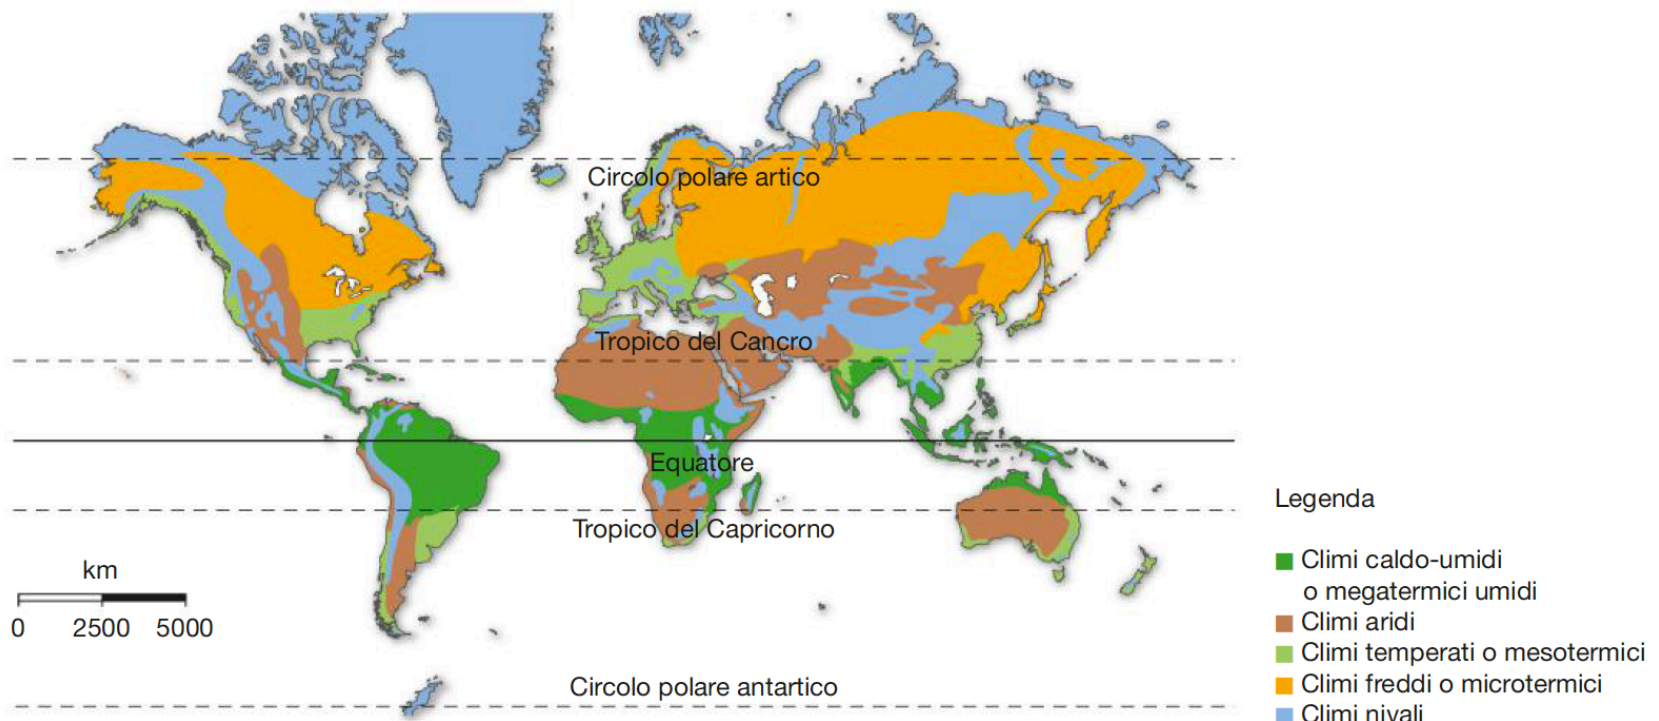 Circolo polare artico
Tropico del Cancro
Equatore
Tropico del Capricorno
km
0 2500 5000
Circolo polare antartico
Legenda
Climi caldo-umidi
o megatermici umidi
Climi aridi
Climi temperati o mesotermici
Climi freddi o microtermici
Climi nivali